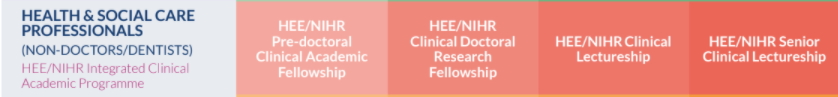 HEALTH & SOCIAL CARE
PROFESSIONALS
(NON-DOCTORS/DENTISTS)
HEE/NIHR Integrated Clinical
Academic Programme
HEE/NIHR
Pre-doctoral
Clinical Academic
Fellowship
HEE/NIHR
Clinical Doctoral
Research
Fellowship
HEE/NIHR Clinical
Lectureship
HEE/NIHR Senior
Clinical Lectureship